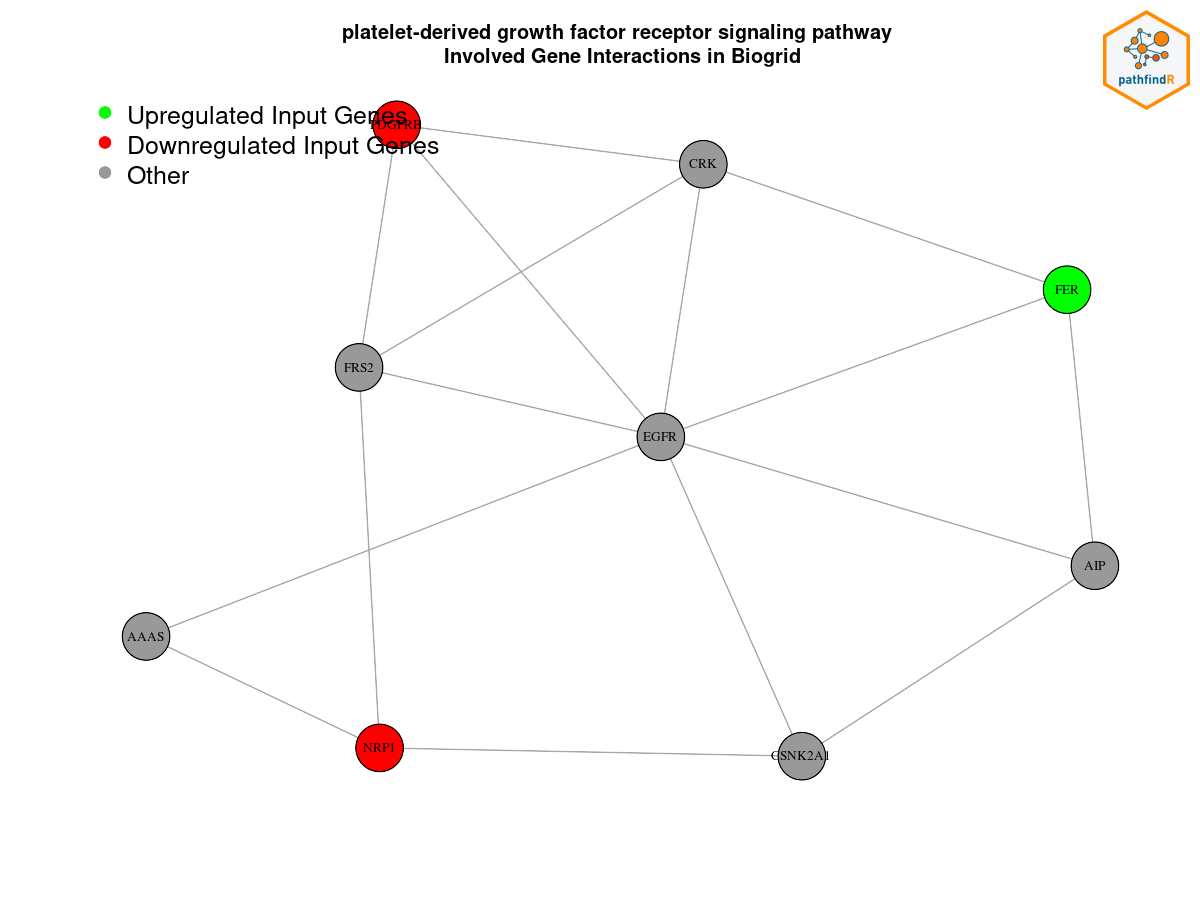 platelet-derived growth factor receptor signaling pathway
Involved Gene Interactions in Biogrid
pathfindR
Upregulated Input Genes
Downregulated Input Genes
Other
PDGFRB
CRK
FER
FRS2
EGFR
AIP
AAAS
NRP1
CSNK2A1